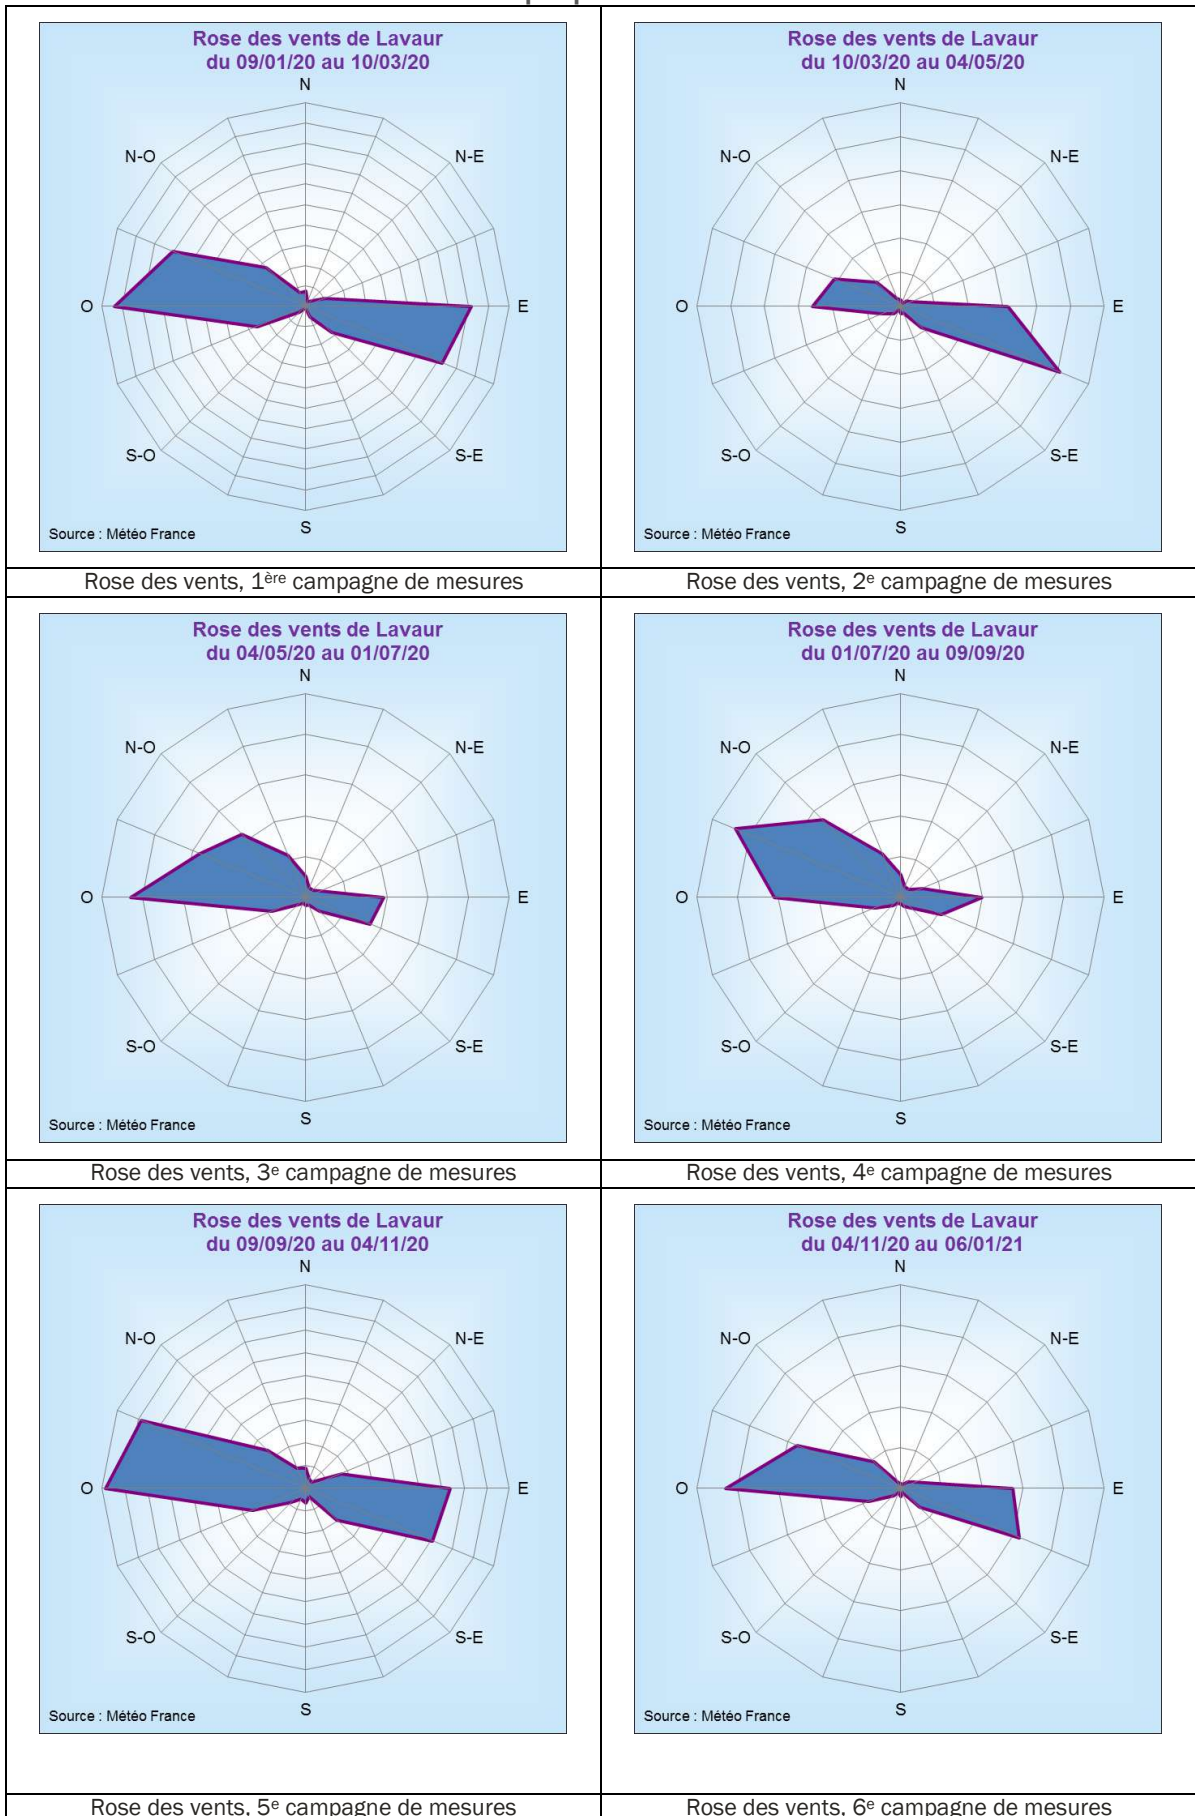 Rose des vents de Lavaur
du 09/01/20 au 10/03/20
N
N-O
N-E
O
E
S-O
S-E
S
Source : Météo France
Rose des vents, 1ère campagne de mesures
Rose des vents de Lavaur
du 10/03/20 au 04/05/20
N
N-O
N-E
O
E
S-O
S-E
S
Source : Météo France
Rose des vents, 2e campagne de mesures
Rose des vents de Lavaur
du 04/05/20 au 01/07/20
N
N-O
N-E
O
E
S-O
S-E
S
Source : Météo France
Rose des vents, 3e campagne de mesures
Rose des vents de Lavaur
du 01/07/20 au 09/09/20
N
N-O
N-E
O
E
S-O
S-E
S
Source : Météo France
Rose des vents, 4e campagne de mesures
Rose des vents de Lavaur
du 09/09/20 au 04/11/20
N
N-O
N-E
O
E
S-O
S-E
S
Source : Météo France
Rose des vents, 5e campagne de mesures
Rose des vents de Lavaur
du 04/11/20 au 06/01/21
N
N-O
N-E
O
E
S-O
S-E
S
Source : Météo France
Rose des vents, 6e campagne de mesures